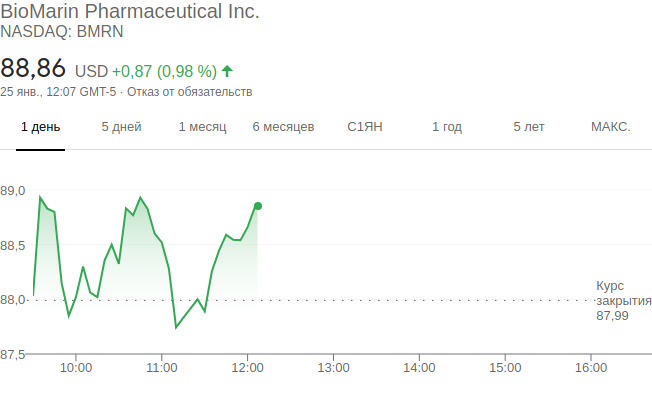 BioMarin Pharmaceutical Inc.
NASDAQ: BMRN
88,86 USD +0,87 (0,98 %)
25 янв., 12:07 GMT-5 · Отказ от обязательств
1 день 5 дней 1 месяц 6 месяцев С1ЯН 1 год 5 лет МАКС.
89,0
88,5
88,0
87,5
Курс
закрытия
87,99
10:00 11:00 12:00 13:00 14:00 15:00 16:00